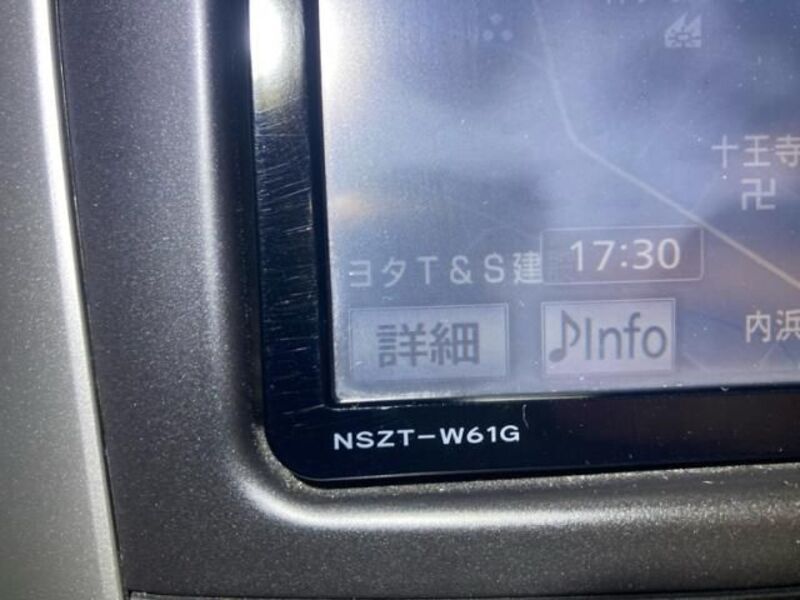 十王寺
卍
ヨタT&S建
17:30
詳細
♪Info
内浜
NSZT-W61G